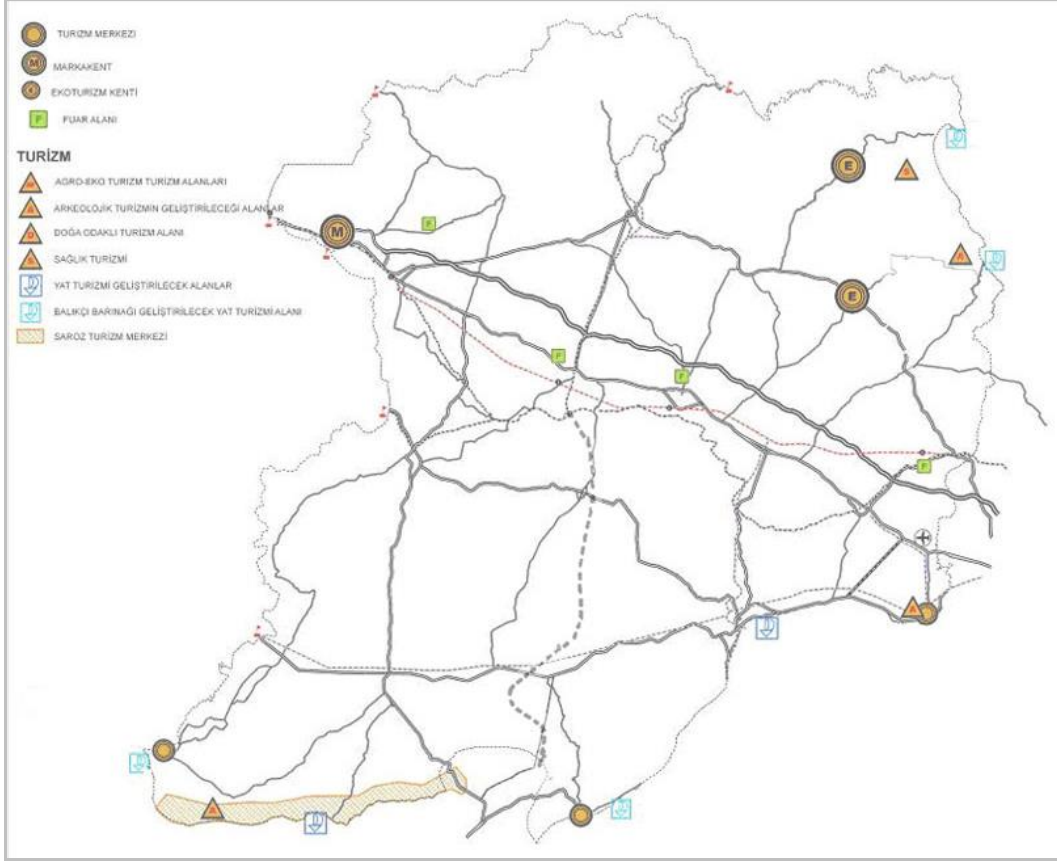 TURİZM MERKEZİ
M
MARKAKENT
EKOTURİZM KENTİ
F
FUAR ALANI
TURİZM
AGRO-EKO TURİZM TURİZM ALANLARI
A
ARKEOLOJİK TURİZMİN GELİŞTİRİLECEĞİ ALANLAR
D
DOĞA ODAKLI TURİZM ALANI
S
SAĞLIK TURİZMİ
YAT TURİZMİ GELİŞTİRİLECEK ALANLAR
BALIKÇI BARINAĞI GELİŞTİRİLECEK YAT TURİZMİ ALANI
SAROZ TURİZM MERKEZİ
E
S
M
F
A
E
F
F
F
A
A